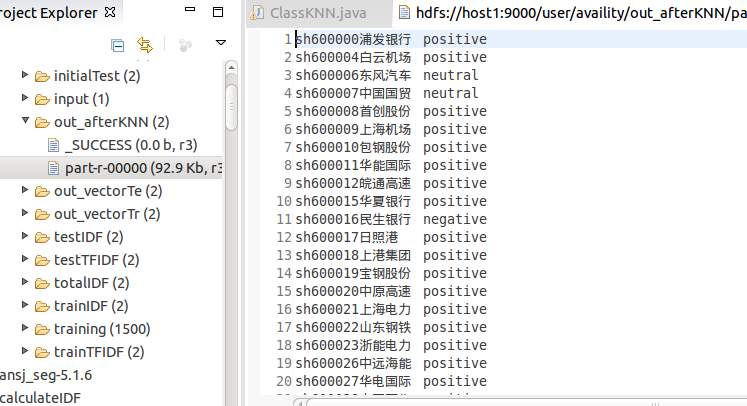 roject Explorer
initialTest (2)
input (1)
out_afterKNN (2)
_SUCCESS (0.0 b, r3)
part-r-00000 (92.9 Kb, r3
out_vectorTe (2)
out_vectorTr (2)
testIDF (2)
testTFIDF (2)
totalIDF (2)
trainIDF (2)
training (1500)
trainTFIDF (2)
ansj_seg-5.1.6
calculateIDF
ClassKNN.java
hdfs://host1:9000/user/availity/out_afterKNN/pa
1 sh600000浦发银行 positive
2 sh600004白云机场 positive
3 sh600006东风汽车 neutral
4 sh600007中国国贸 neutral
5 sh600008首创股份 positive
6 sh600009上海机场 positive
7 sh600010包钢股份 positive
8 sh600011华能国际 positive
9 sh600012皖通高速 positive
10 sh600015华夏银行 positive
11 sh600016民生银行 negative
12 sh600017日照港 positive
13 sh600018上港集团 positive
14 sh600019宝钢股份 positive
15 sh600020中原高速 positive
16 sh600021上海电力 positive
17 sh600022山东钢铁 positive
18 sh600023浙能电力 positive
19 sh600026中远海能 positive
20 sh600027华电国际 positive